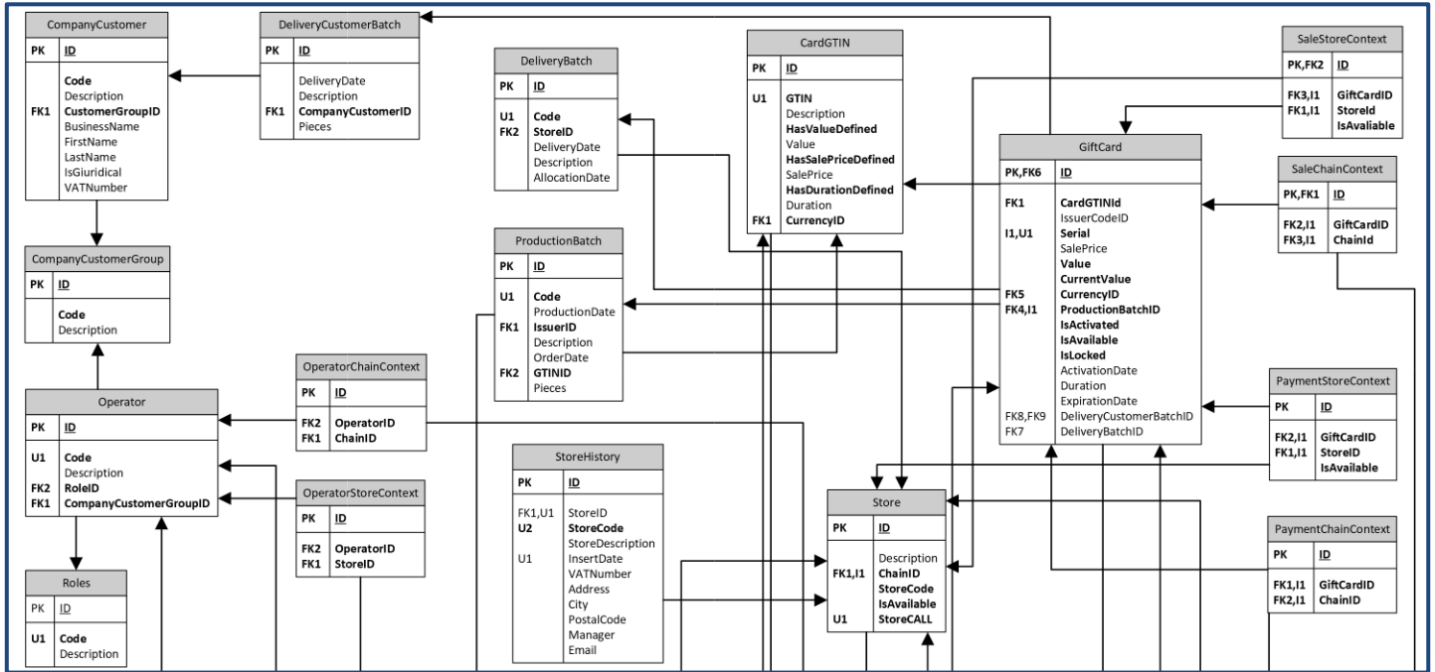 CompanyCustomer
PK ID
Code
Description
FK1 CustomerGroupID
BusinessName
FirstName
LastName
IsGiuridical
VATNumber
DeliveryCustomerBatch
PK ID
DeliveryDate
Description
FK1 CompanyCustomerID
Pieces
DeliveryBatch
PK ID
U1 Code
FK2 StoreID
DeliveryDate
Description
AllocationDate
CardGTIN
PK ID
U1 GTIN
Description
HasValueDefined
Value
HasSalePriceDefined
SalePrice
HasDurationDefined
Duration
FK1 CurrencyID
SaleStoreContext
PK,FK2 ID
FK3,I1 GiftCardID
FK1,I1 StoreId
IsAvaliable
GiftCard
PK,FK6 ID
FK1 CardGTINId
IssuerCodeID
I1,U1 Serial
SalePrice
Value
CurrentValue
FK5 CurrencyID
FK4,I1 ProductionBatchID
IsActivated
IsAvailable
IsLocked
ActivationDate
Duration
ExpirationDate
FK8,FK9 DeliveryCustomerBatchID
FK7 DeliveryBatchID
SaleChainContext
PK,FK1 ID
FK2,I1 GiftCardID
FK3,I1 ChainId
CompanyCustomerGroup
PK ID
Code
Description
ProductionBatch
PK ID
U1 Code
ProductionDate
FK1 IssuerID
Description
OrderDate
FK2 GTINID
Pieces
Operator
PK ID
U1 Code
Description
FK2 RoleID
FK1 CompanyCustomerGroupID
OperatorChainContext
PK ID
FK2 OperatorID
FK1 ChainID
PaymentStoreContext
PK ID
FK2,I1 GiftCardID
FK1,I1 StoreID
IsAvailable
StoreHistory
PK ID
FK1,U1 StoreID
U2 StoreCode
StoreDescription
U1 InsertDate
VATNumber
Address
City
PostalCode
Manager
Email
OperatorStoreContext
PK ID
FK2 OperatorID
FK1 StoreID
Store
PK ID
Description
FK1,I1 ChainID
StoreCode
IsAvailable
U1 StoreCALL
PaymentChainContext
PK ID
FK1,I1 GiftCardID
FK2,I1 ChainID
Roles
PK ID
U1 Code
Description